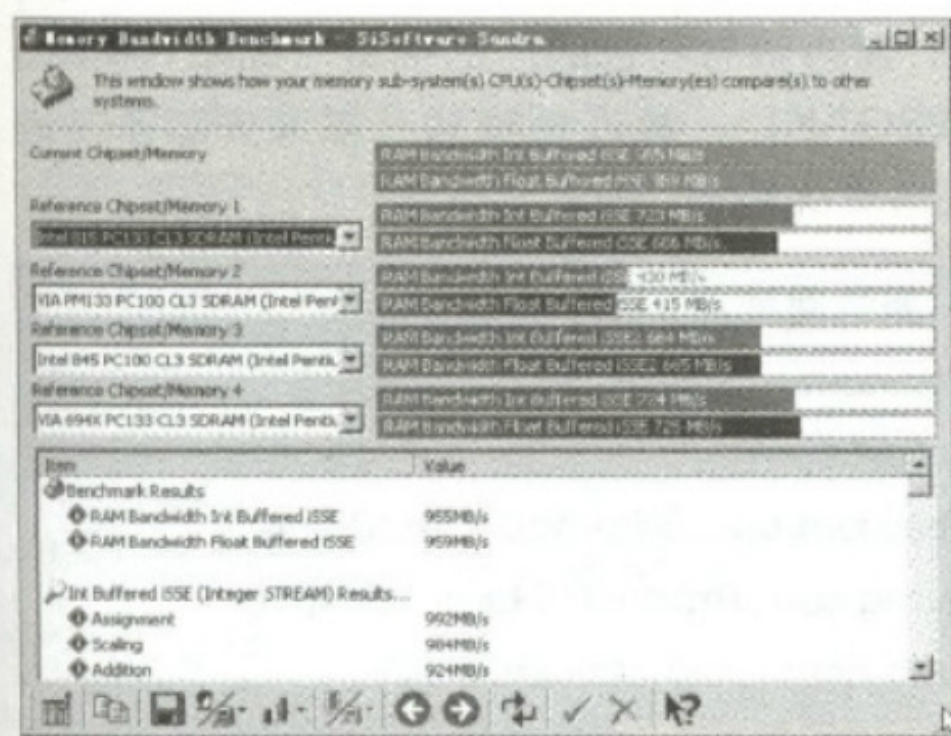 Memory Bandwidth Benchmark - SiSoftware Sandra
This window shows how your memory sub-system(s) CPU(s)-Chipset(s)-Memory(es) compare(s) to other
systems.
Current Chipset/Memory
RAM Bandwidth Int Buffered iSSE 955 MB/s
RAM Bandwidth Float Buffered iSSE 959 MB/s
Reference Chipset/Memory 1
Intel 815 PC133 CL3 SDRAM (Intel Penti
RAM Bandwidth Int Buffered iSSE 723 MB/s
RAM Bandwidth Float Buffered iSSE 686 MB/s
Reference Chipset/Memory 2
VIA PM133 PC100 CL3 SDRAM (Intel Pent
RAM Bandwidth Int Buffered iSSE 430 MB/s
RAM Bandwidth Float Buffered iSSE 415 MB/s
Reference Chipset/Memory 3
Intel 845 PC100 CL3 SDRAM (Intel Penti
RAM Bandwidth Int Buffered iSSE2 664 MB/s
RAM Bandwidth Float Buffered iSSE2 665 MB/s
Reference Chipset/Memory 4
VIA 694X PC133 CL3 SDRAM (Intel Penti
RAM Bandwidth Int Buffered iSSE 724 MB/s
RAM Bandwidth Float Buffered iSSE 725 MB/s
Item Value
Benchmark Results
RAM Bandwidth Int Buffered iSSE 955MB/s
RAM Bandwidth Float Buffered iSSE 959MB/s
Int Buffered iSSE (Integer STREAM) Results...
Assignment 992MB/s
Scaling 984MB/s
Addition 924MB/s